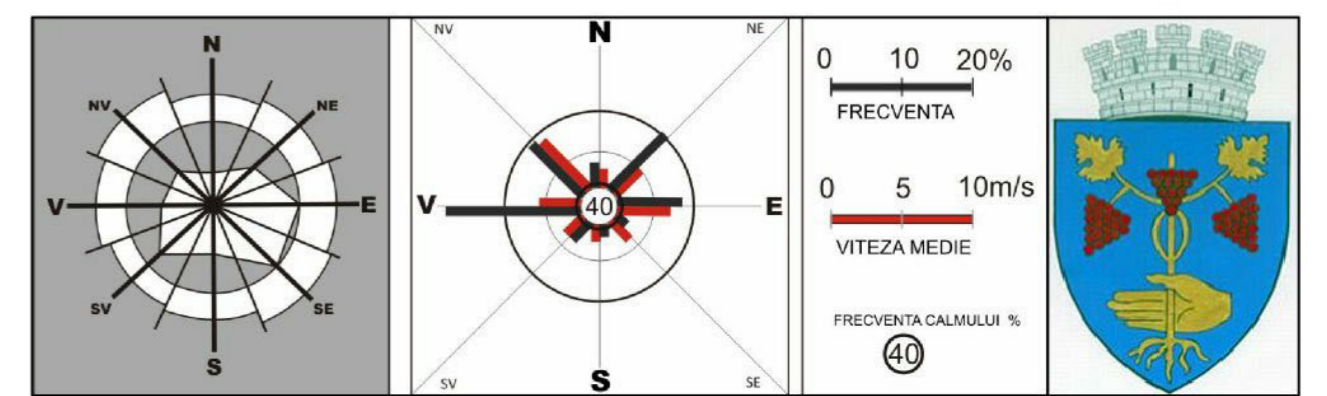 N
NV
NE
V
E
SV
SE
S
NV
NE
N
V
40
E
S
SV
SE
0 10 20%
FRECVENTA
0 5 10m/s
VITEZA MEDIE
FRECVENTA CALMULUI %
40